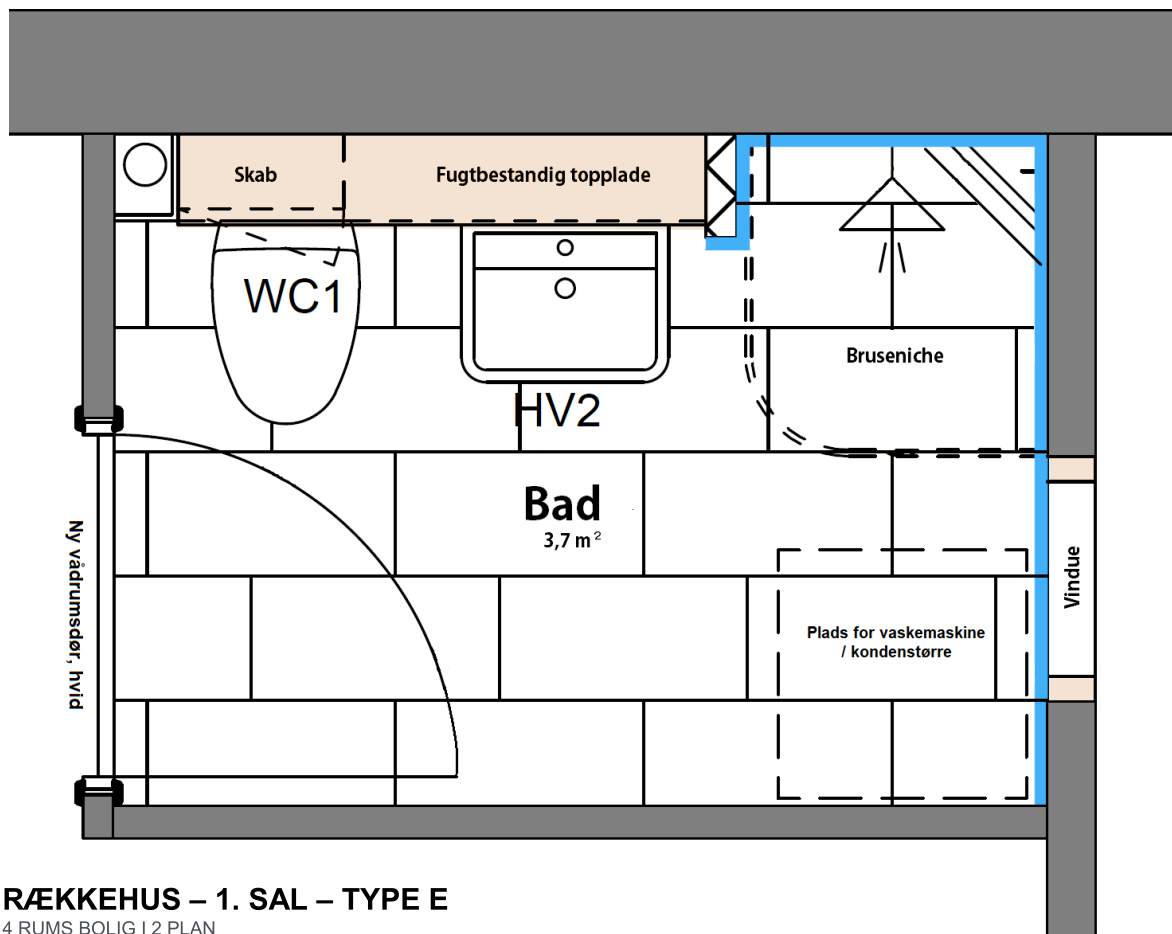 Skab
Fugtbestandig topplade
WC1
HV2
Bruseniche
Bad
3,7 m²
Ny vådrumsdør, hvid
Vindue
Plads for vaskemaskine
/ kondenstørre
RÆKKEHUS – 1. SAL – TYPE E
4 RUMS BOLIG I 2 PLAN